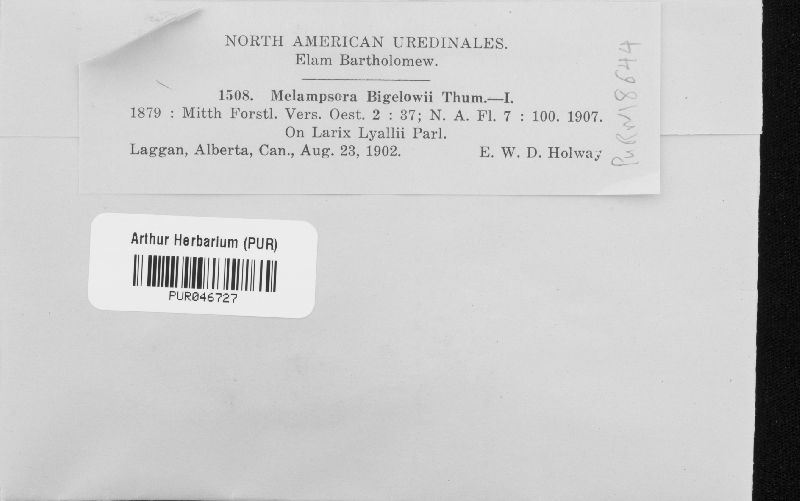 NORTH AMERICAN UREDINALES.
Elam Bartholomew.
1508. Melampsora Bigelowii Thum.—I.
1879 : Mitth Forstl. Vers. Oest. 2 : 37; N. A. Fl. 7 : 100. 1907.
On Larix Lyallii Parl.
Laggan, Alberta, Can., Aug. 23, 1902. E. W. D. Holway
PURN18644
Arthur Herbarium (PUR)
PUR046727